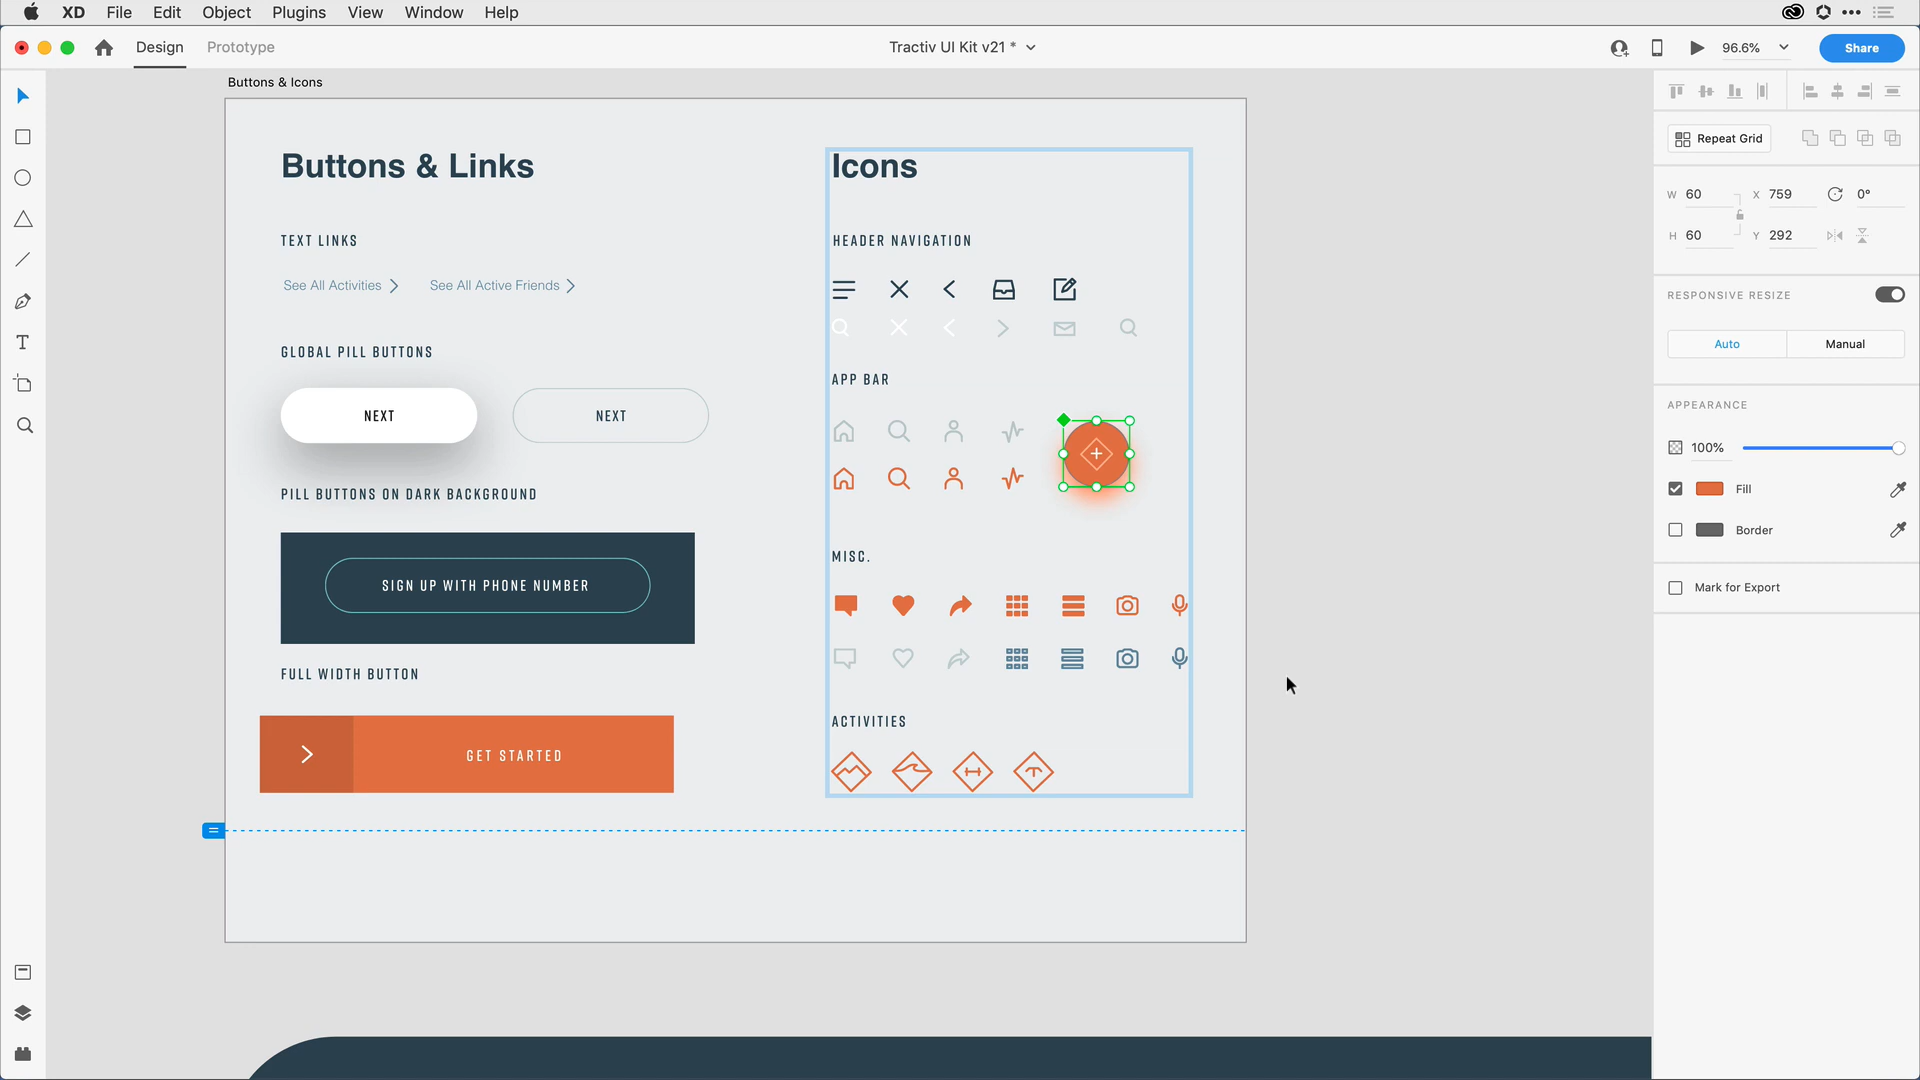 XD File Edit Object Plugins View Window Help
Design Prototype
Tractiv UI Kit v21 *
96.6%
Share
Buttons & Icons
Buttons & Links
TEXT LINKS
See All Activities
See All Active Friends
GLOBAL PILL BUTTONS
NEXT
NEXT
PILL BUTTONS ON DARK BACKGROUND
SIGN UP WITH PHONE NUMBER
FULL WIDTH BUTTON
GET STARTED
Icons
HEADER NAVIGATION
APP BAR
MISC.
ACTIVITIES
Repeat Grid
W 60 X 759 0°
H 60 Y 292
RESPONSIVE RESIZE
Auto Manual
APPEARANCE
100%
Fill
Border
Mark for Export